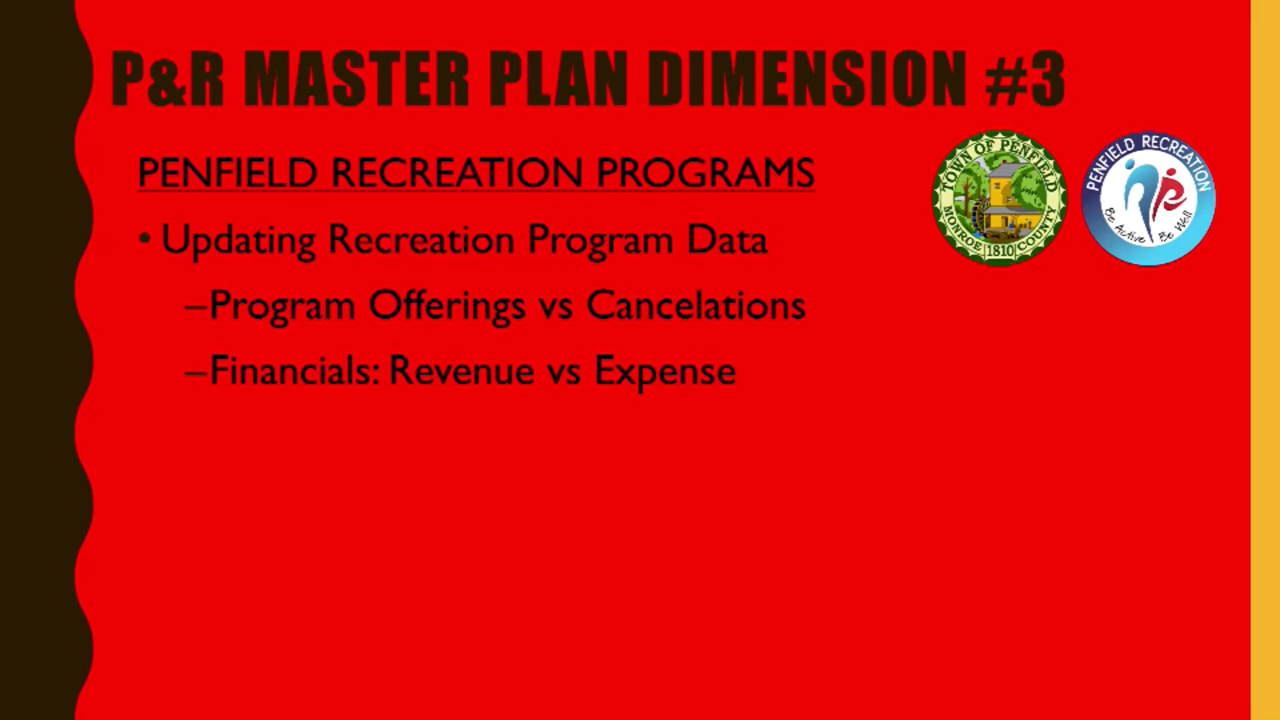 P&R MASTER PLAN DIMENSION #3
PENFIELD RECREATION PROGRAMS
• Updating Recreation Program Data
–Program Offerings vs Cancelations
–Financials: Revenue vs Expense
TOWN OF PENFIELD
MONROE 1810 COUNTY
PENFIELD RECREATION
Be Active Be Well